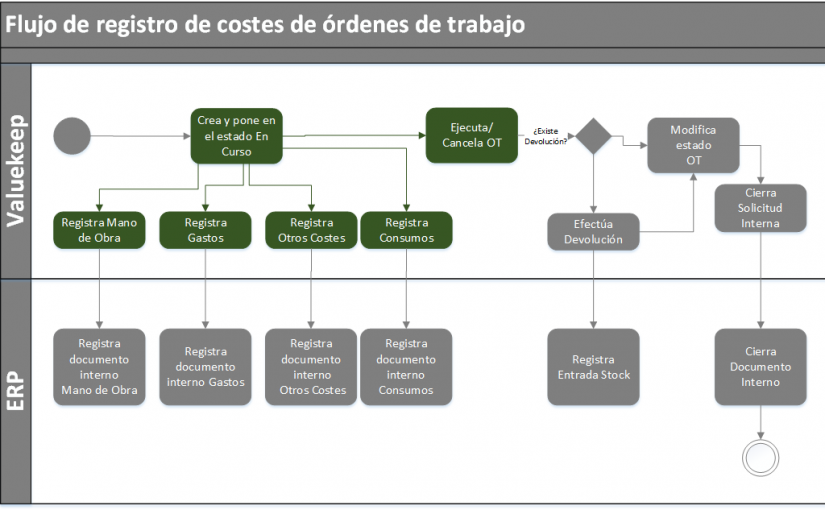 Flujo de registro de costes de órdenes de trabajo
Valuekeep
Crea y pone en
el estado En
Curso
Ejecuta/
Cancela OT
¿Existe
Devolución?
Modifica
estado
OT
Registra Mano
de Obra
Registra
Gastos
Registra
Otros Costes
Registra
Consumos
Efectúa
Devolución
Cierra
Solicitud
Interna
ERP
Registra
documento
interno
Mano de Obra
Registra
documento
interno Gastos
Registra
documento
interno
Otros Costes
Registra
documento
interno
Consumos
Registra
Entrada Stock
Cierra
Documento
Interno